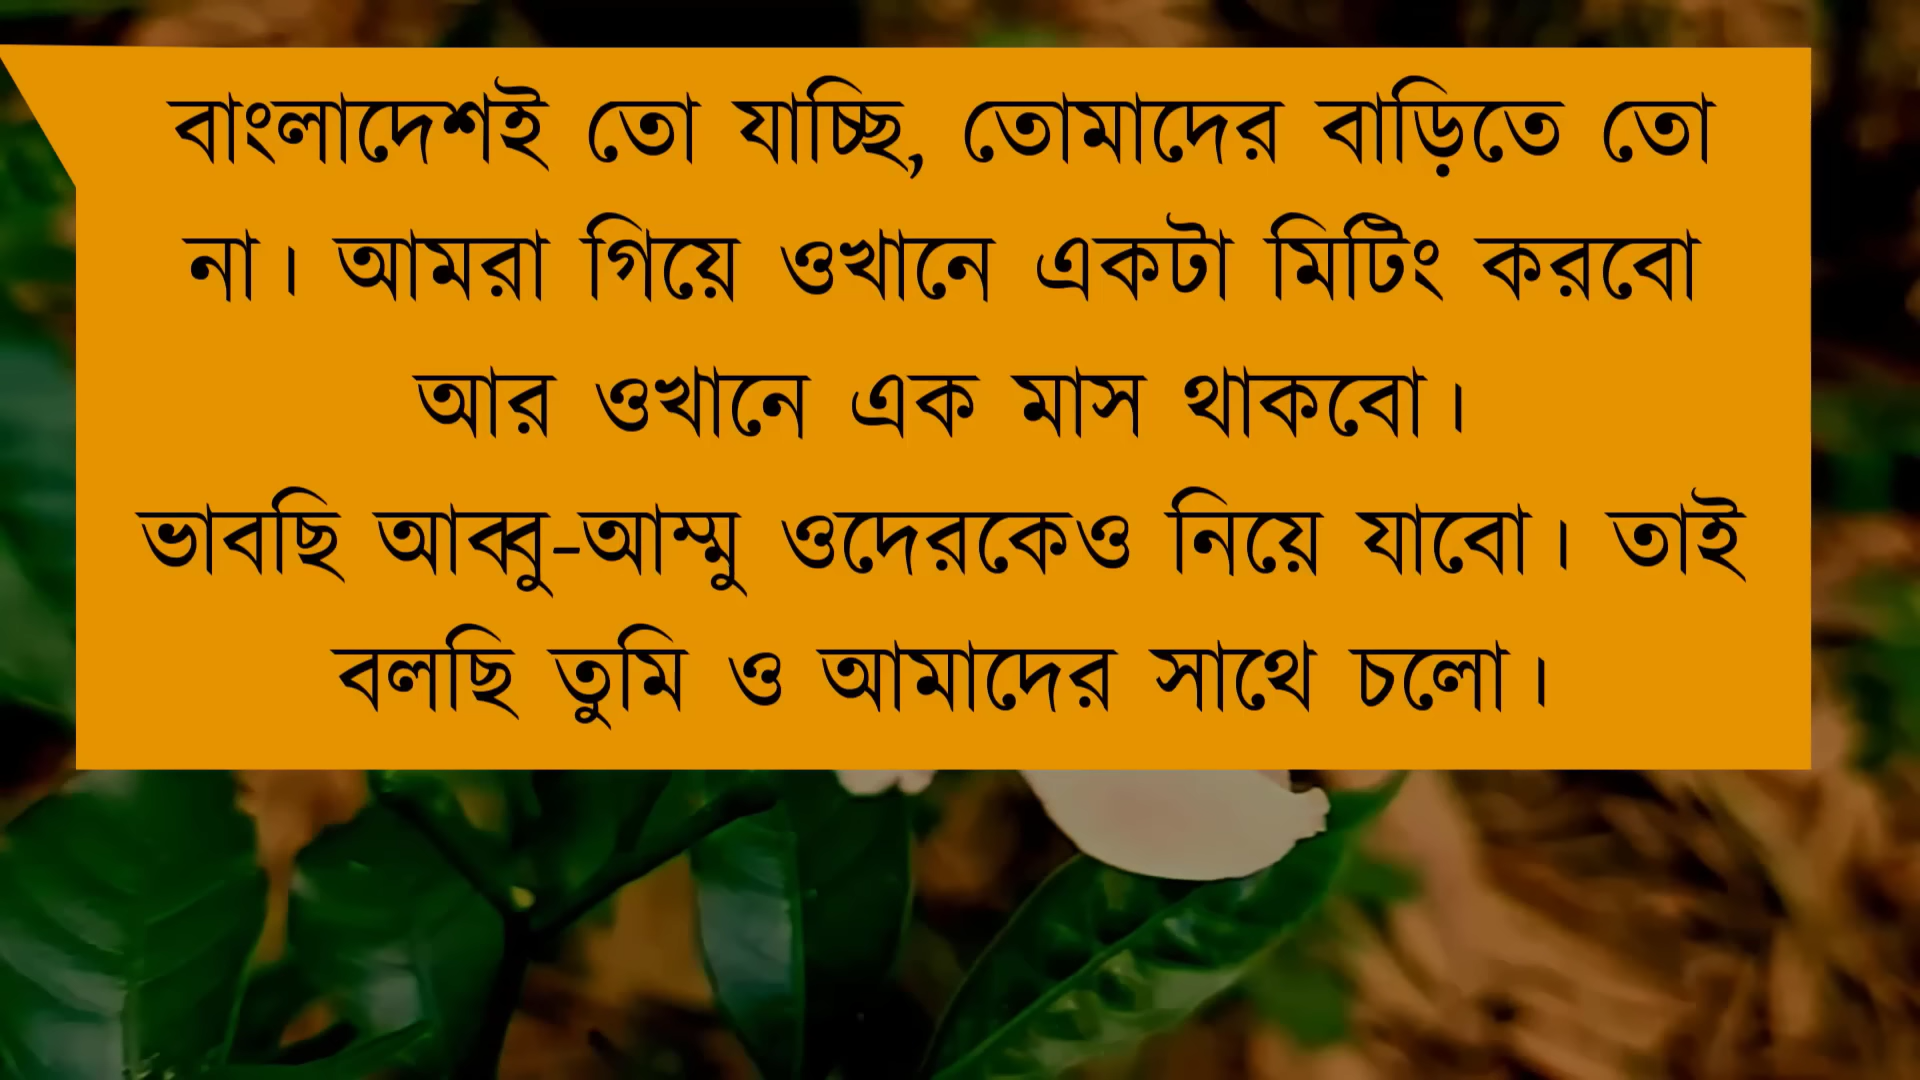 বাংলাদেশই তো যাচ্ছি, তোমাদের বাড়িতে তো
না। আমরা গিয়ে ওখানে একটা মিটিং করবো
আর ওখানে এক মাস থাকবো।
ভাবছি আব্বু-আম্মু ওদেরকেও নিয়ে যাবো। তাই
বলছি তুমি ও আমাদের সাথে চলো।